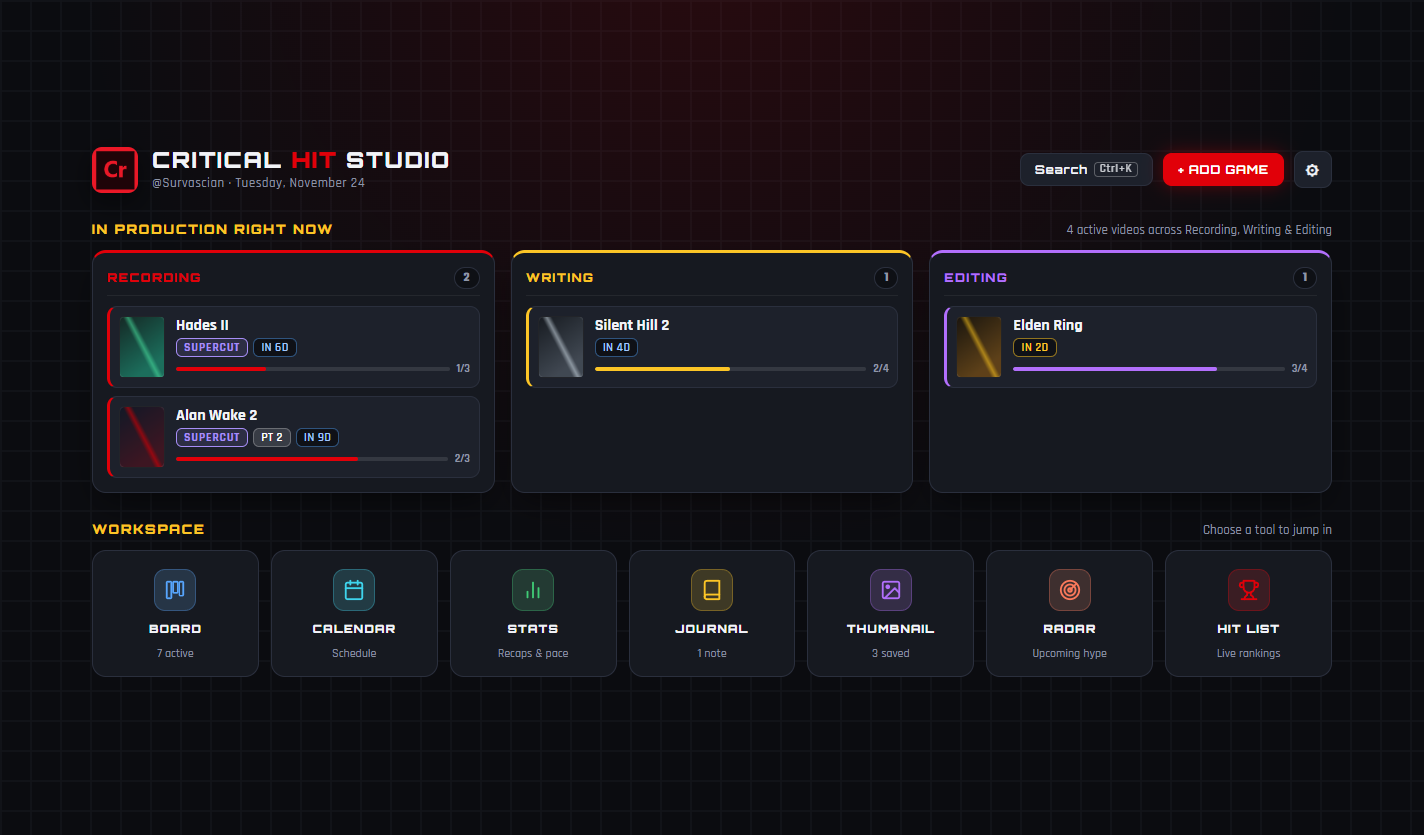 Cr
CRITICAL HIT STUDIO
@Survascian · Tuesday, November 24
Search Ctrl+K
+ ADD GAME
IN PRODUCTION RIGHT NOW
4 active videos across Recording, Writing & Editing
RECORDING 2
Hades II
SUPERCUT IN 6D
1/3
Alan Wake 2
SUPERCUT PT 2 IN 9D
2/3
WRITING 1
Silent Hill 2
IN 4D
2/4
EDITING 1
Elden Ring
IN 2D
3/4
WORKSPACE
Choose a tool to jump in
BOARD
7 active
CALENDAR
Schedule
STATS
Recaps & pace
JOURNAL
1 note
THUMBNAIL
3 saved
RADAR
Upcoming hype
HIT LIST
Live rankings